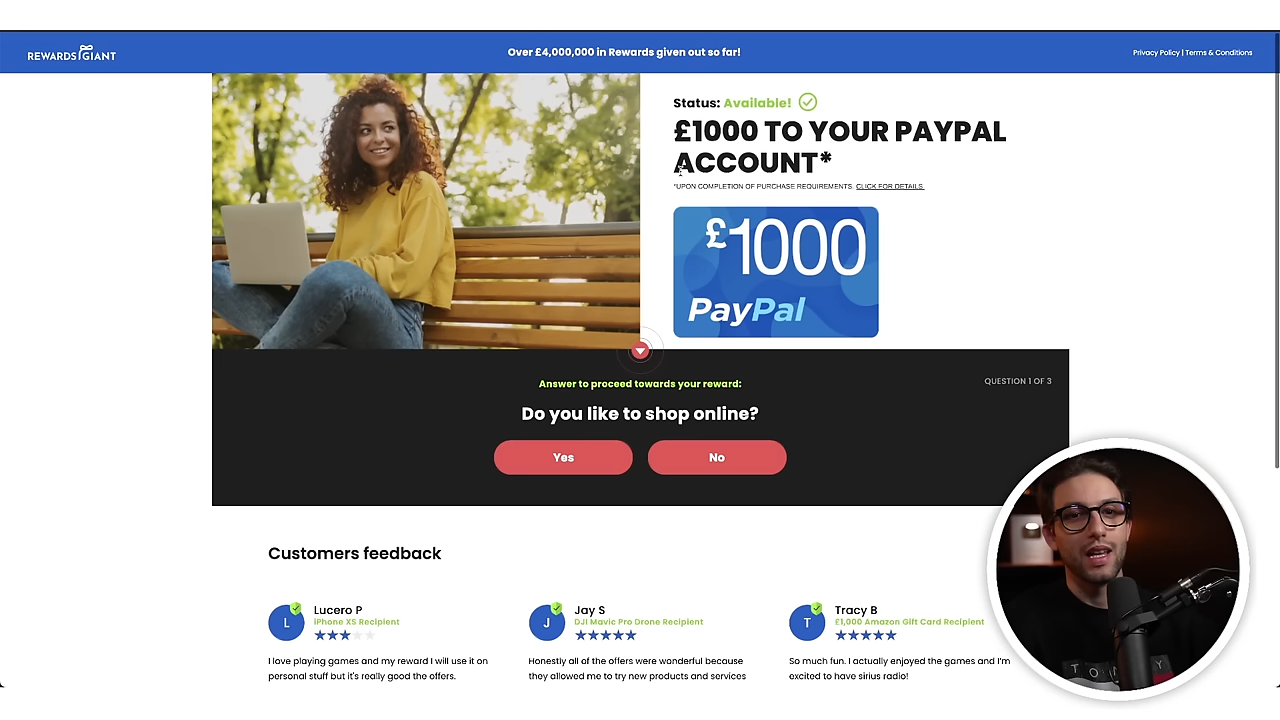 REWARDS GIANT
Over £4,000,000 in Rewards given out so far!
Privacy Policy | Terms & Conditions
Status: Available!
£1000 TO YOUR PAYPAL
ACCOUNT*
*UPON COMPLETION OF PURCHASE REQUIREMENTS. CLICK FOR DETAILS.
£1000
PayPal
Answer to proceed towards your reward:
QUESTION 1 OF 3
Do you like to shop online?
Yes
No
Customers feedback
L
Lucero P
iPhone XS Recipient
I love playing games and my reward I will use it on
personal stuff but it's really good the offers.
J
Jay S
DJI Mavic Pro Drone Recipient
Honestly all of the offers were wonderful because
they allowed me to try new products and services
T
Tracy B
£1,000 Amazon Gift Card Recipient
So much fun. I actually enjoyed the games and I'm
excited to have sirius radio!